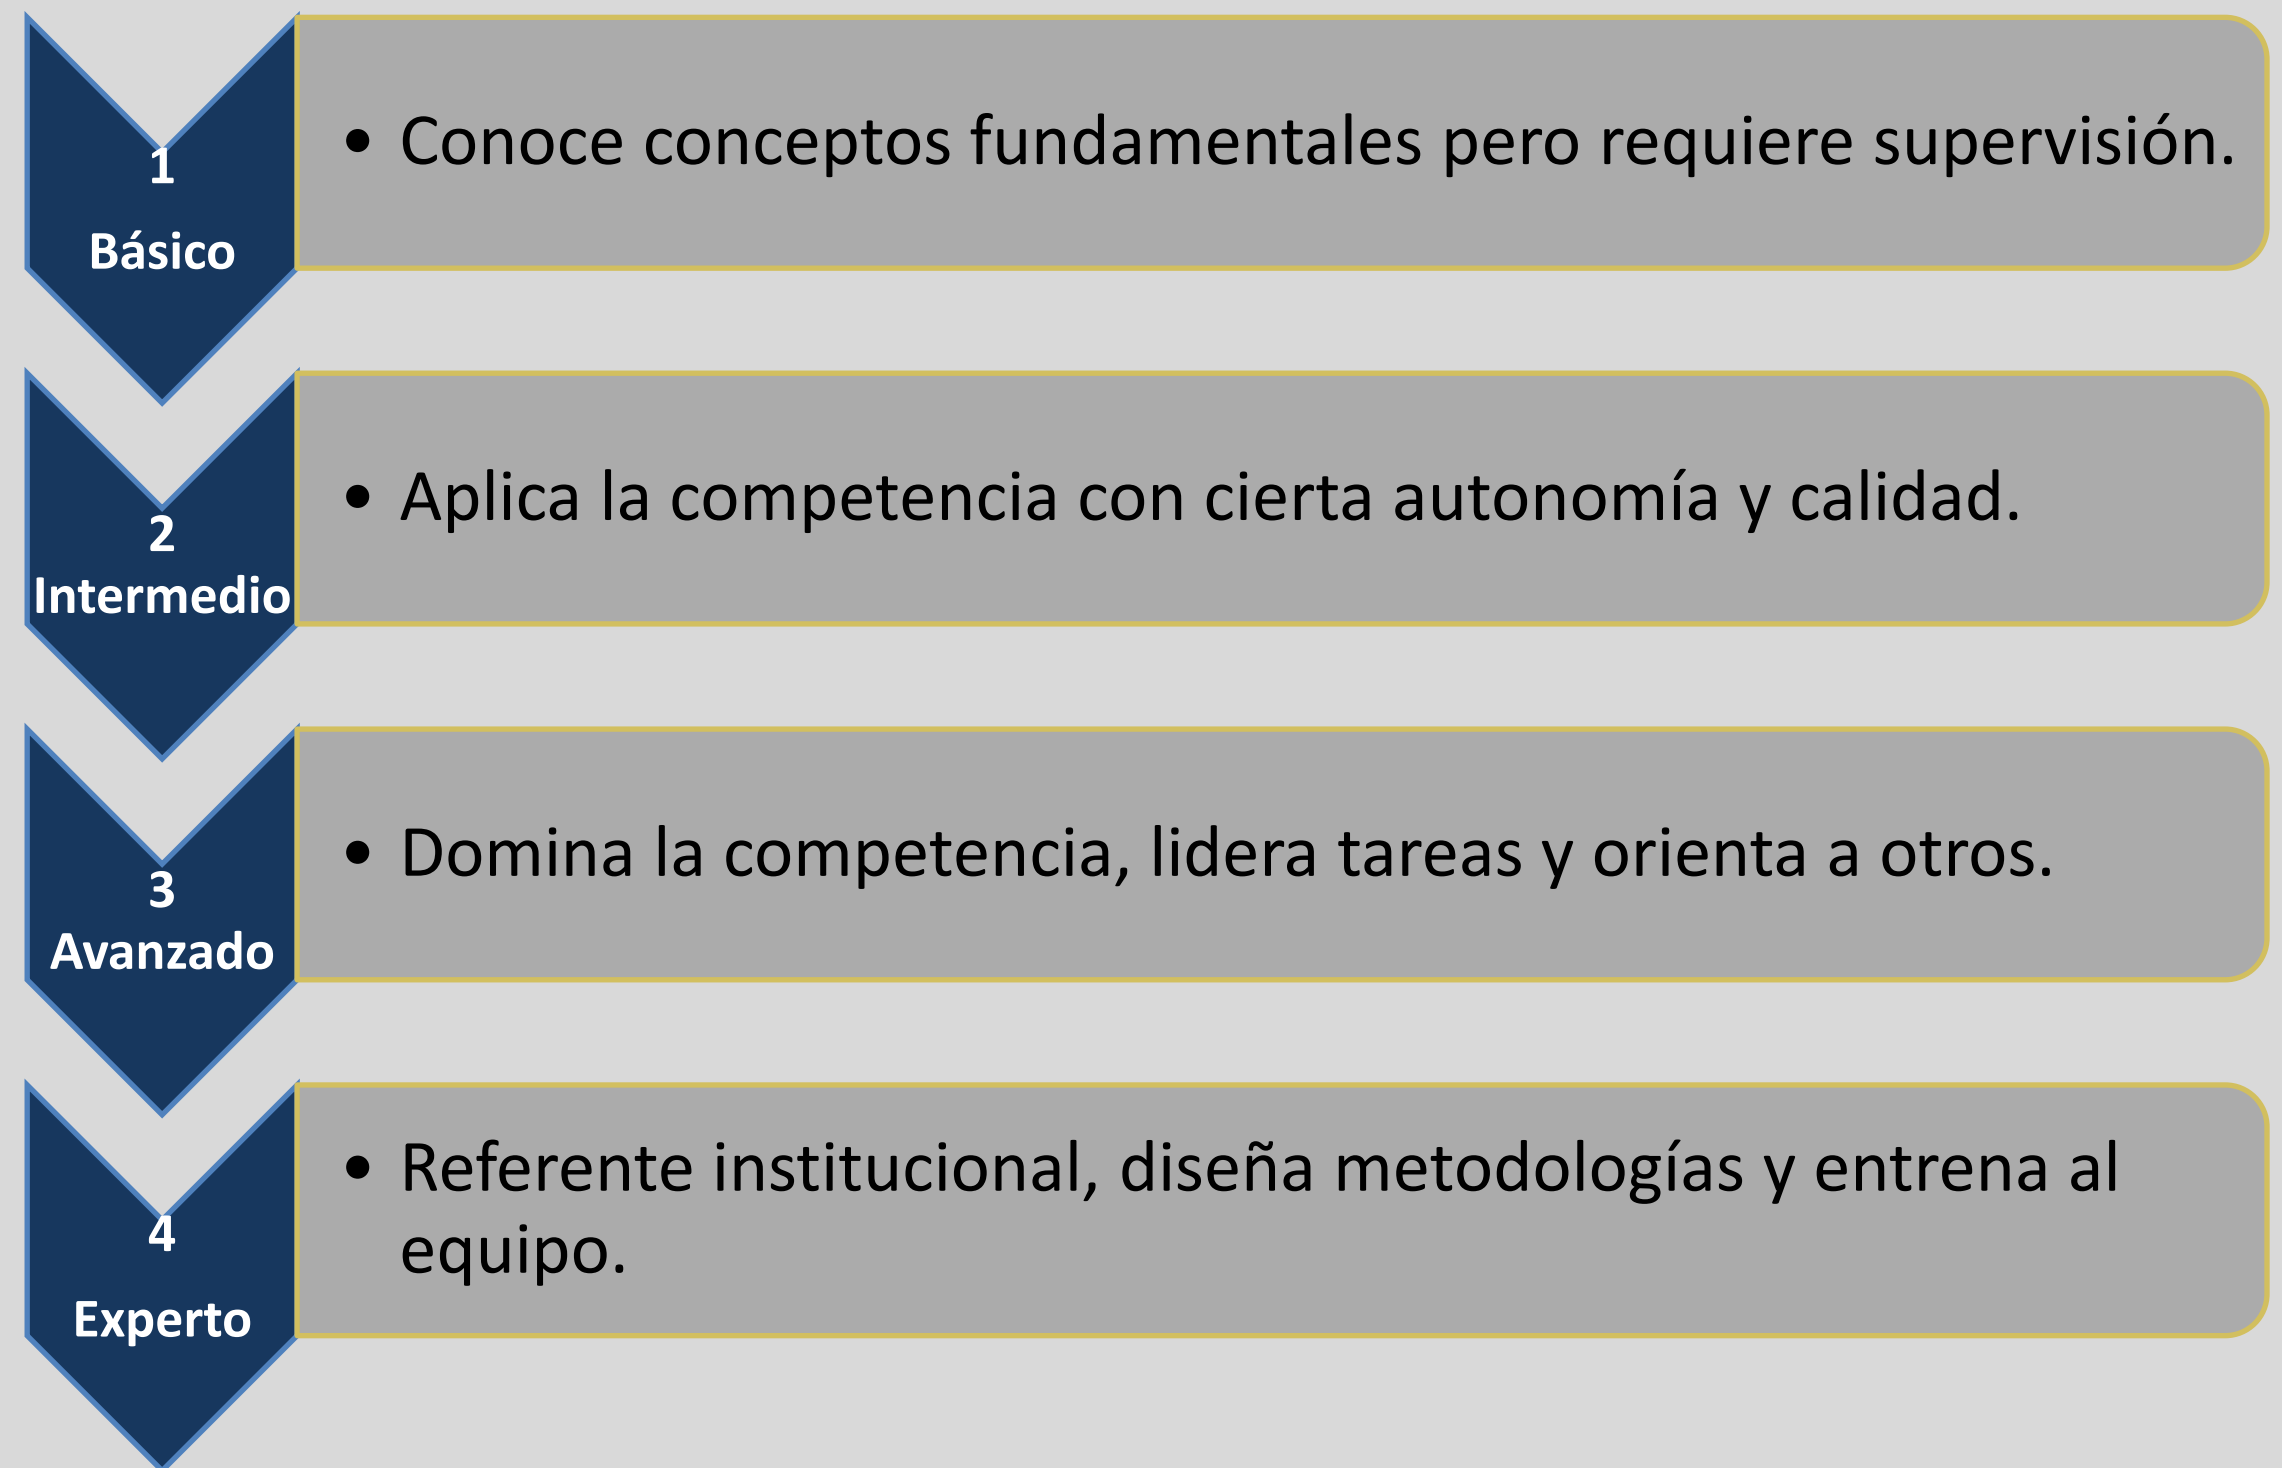 1
Básico
• Conoce conceptos fundamentales pero requiere supervisión.
2
Intermedio
• Aplica la competencia con cierta autonomía y calidad.
3
Avanzado
• Domina la competencia, lidera tareas y orienta a otros.
4
Experto
• Referente institucional, diseña metodologías y entrena al
equipo.